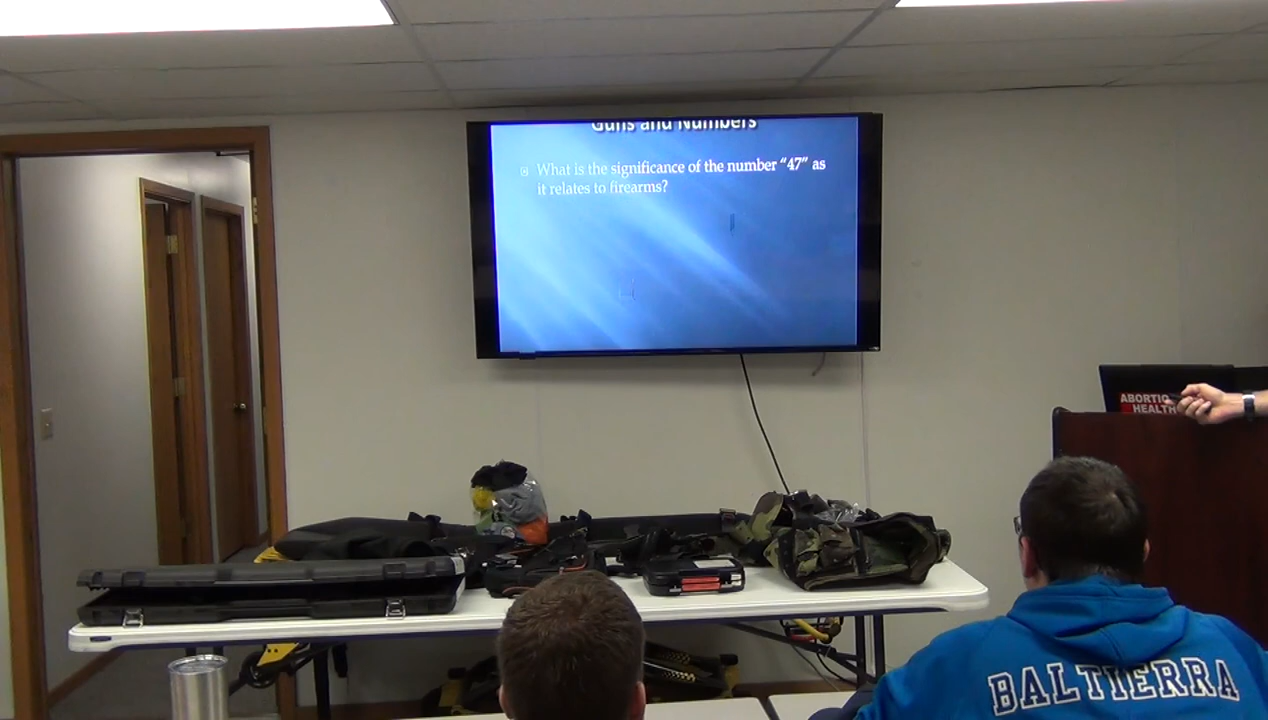 Guns and Numbers
What is the significance of the number “47” as
it relates to firearms?
HEALTH
BALTIERRA